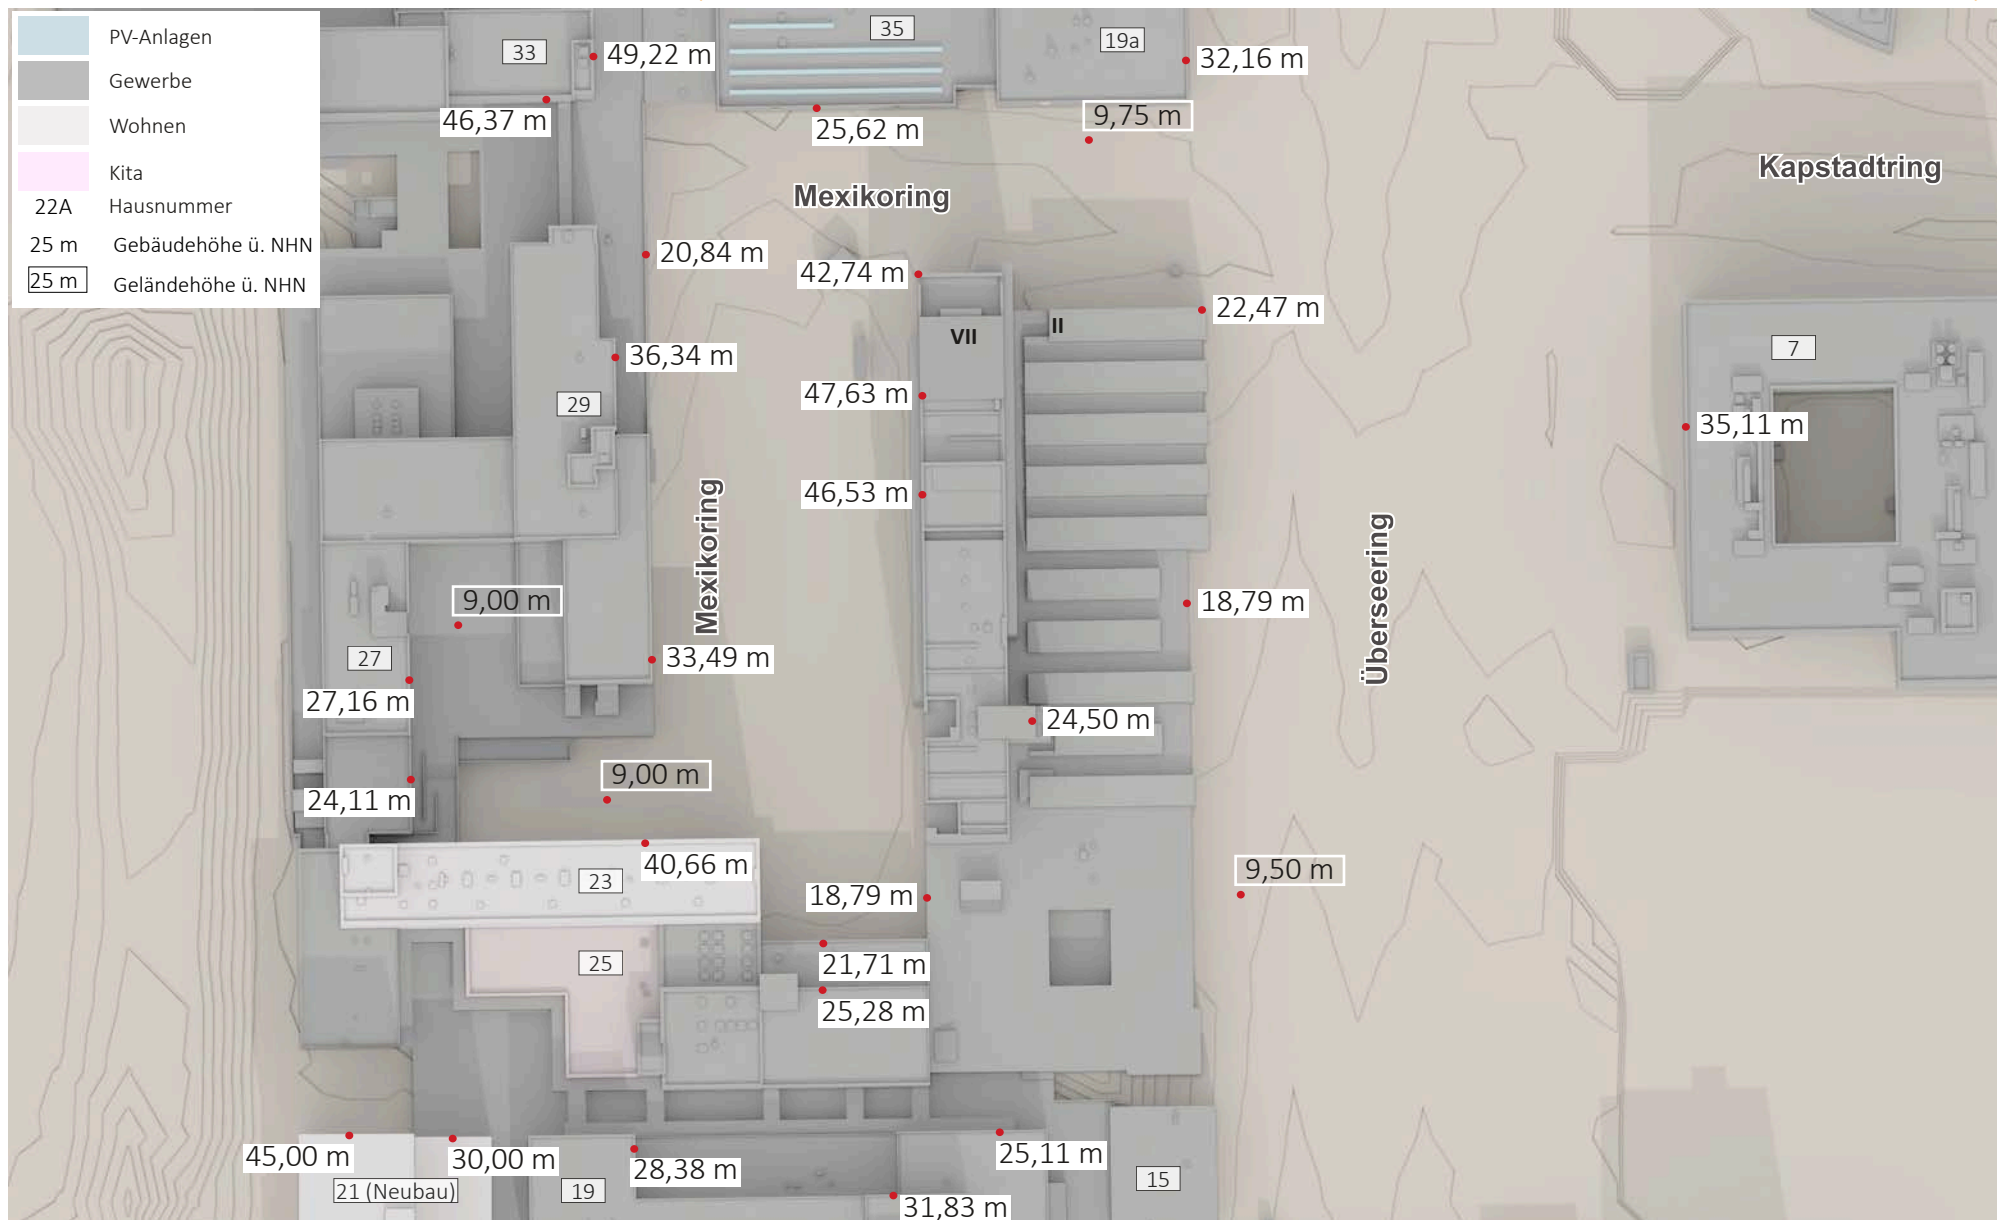 PV-Anlagen
Gewerbe
Wohnen
Kita
22A Hausnummer
25 m Gebäudehöhe ü. NHN
25 m Geländehöhe ü. NHN
33
49,22 m
46,37 m
35
25,62 m
19a
32,16 m
9,75 m
Mexikoring
Kapstadtring
20,84 m
42,74 m
22,47 m
VII
II
36,34 m
7
29
47,63 m
35,11 m
46,53 m
Mexikoring
Überseering
9,00 m
18,79 m
27
33,49 m
27,16 m
24,50 m
9,00 m
24,11 m
40,66 m
23
9,50 m
18,79 m
25
21,71 m
25,28 m
45,00 m
30,00 m
28,38 m
25,11 m
21 (Neubau)
19
15
31,83 m